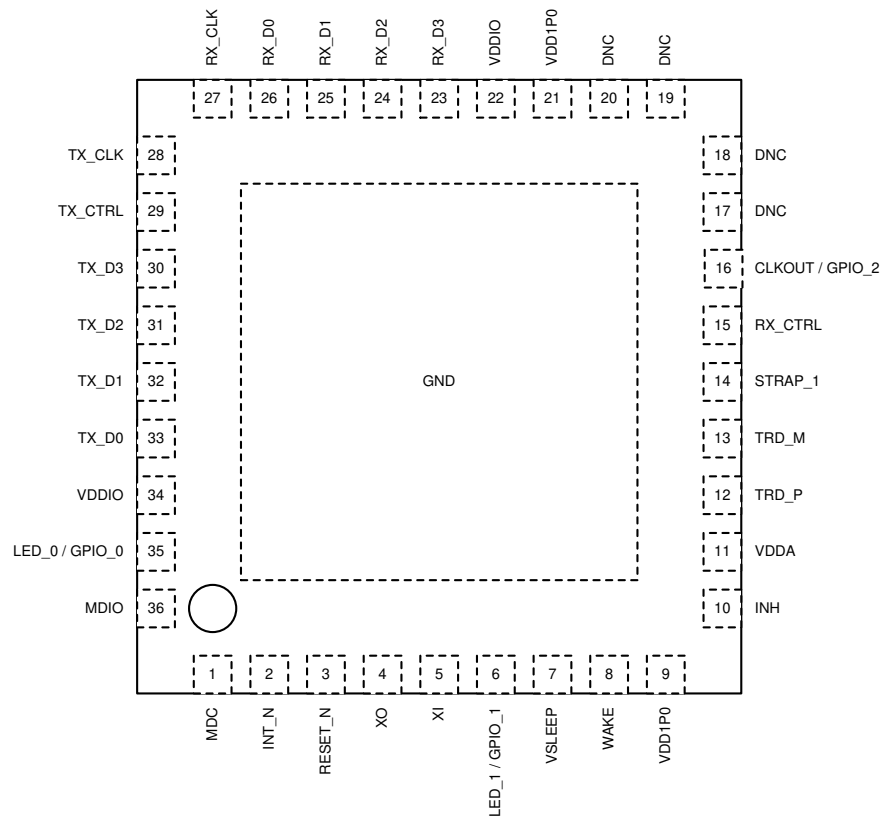 RX_CLK
RX_D0
RX_D1
RX_D2
RX_D3
VDDIO
VDD1P0
DNC
DNC
27 26 25 24 23 22 21 20 19
TX_CLK 28 18 DNC
TX_CTRL 29 17 DNC
TX_D3 30 16 CLKOUT / GPIO_2
TX_D2 31 15 RX_CTRL
TX_D1 32 GND 14 STRAP_1
TX_D0 33 13 TRD_M
VDDIO 34 12 TRD_P
LED_0 / GPIO_0 35 11 VDDA
MDIO 36 10 INH
1 2 3 4 5 6 7 8 9
MDC
INT_N
RESET_N
XO
XI
LED_1 / GPIO_1
VSLEEP
WAKE
VDD1P0